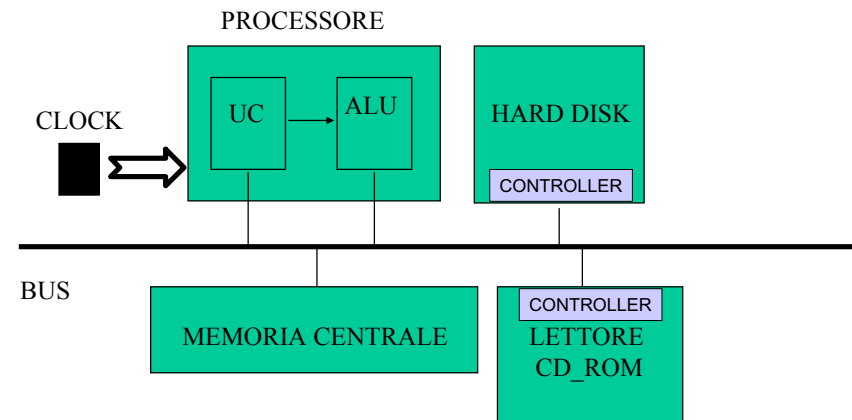 PROCESSORE
CLOCK
UC
ALU
HARD DISK
CONTROLLER
BUS
MEMORIA CENTRALE
CONTROLLER
LETTORE
CD_ROM